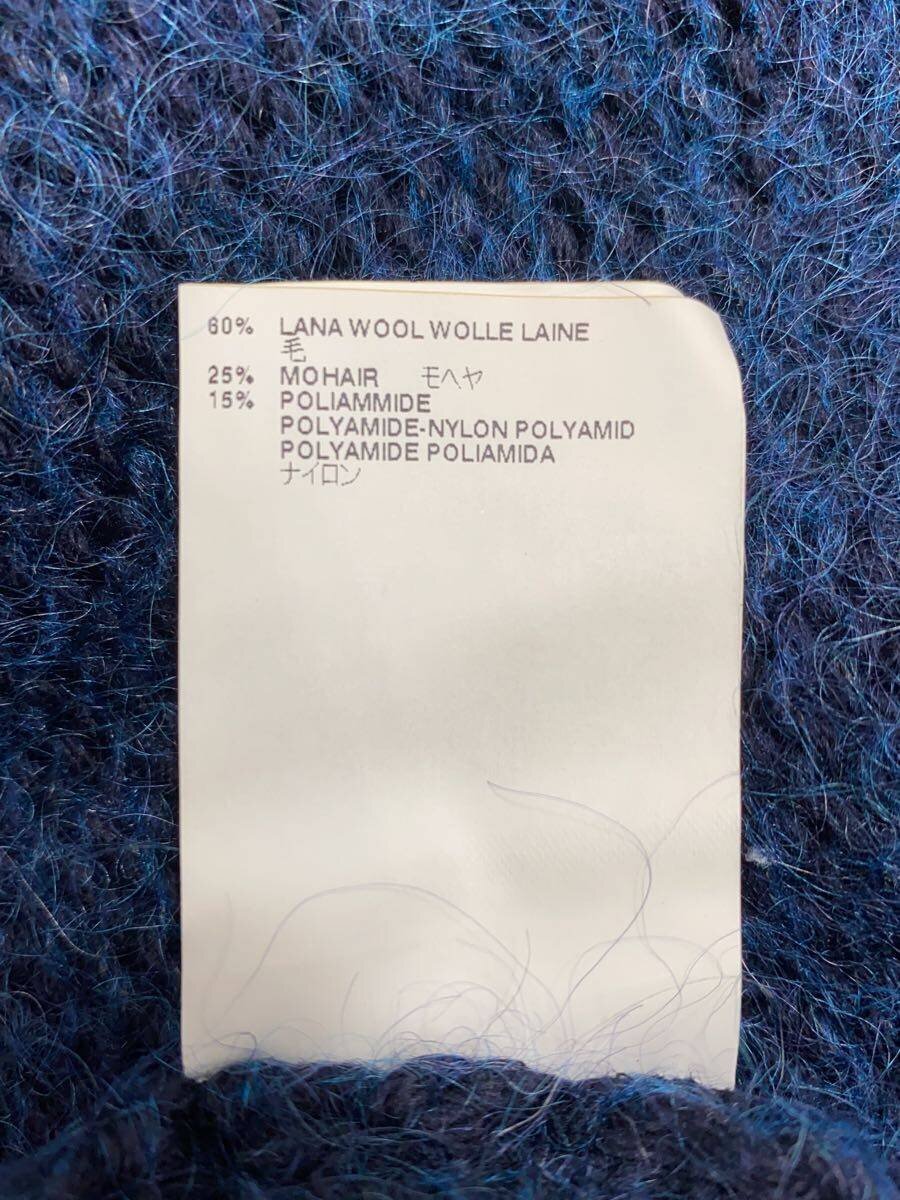 60% LANA WOOL WOLLE LAINE
毛
25% MOHAIR モヘヤ
15% POLIAMMIDE
POLYAMIDE-NYLON POLYAMID
POLYAMIDE POLIAMIDA
ナイロン